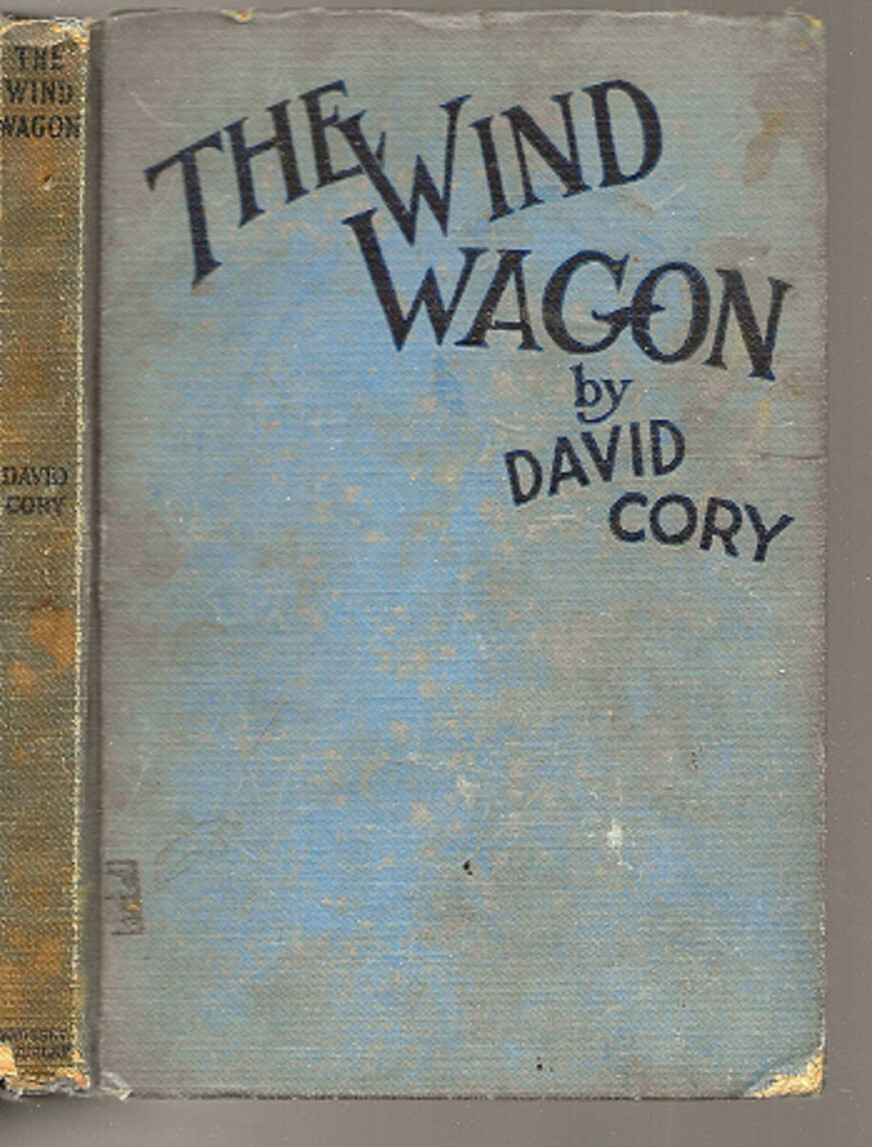 THE
WIND
WAGON
DAVID
CORY
THE WIND
WAGON
by
DAVID
CORY